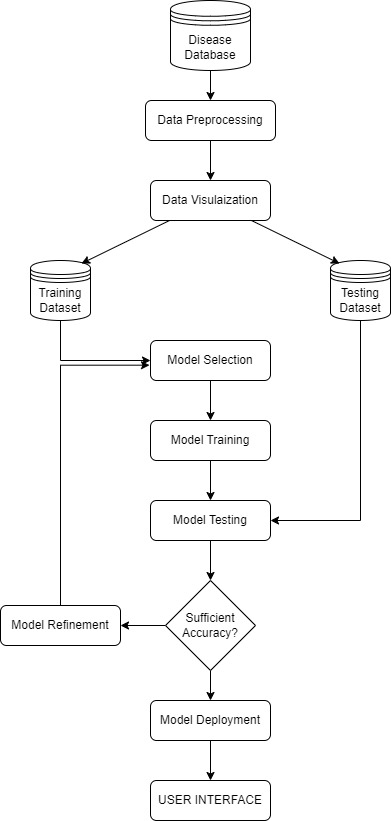 Disease
Database
Data Preprocessing
Data Visulaization
Training
Dataset
Testing
Dataset
Model Selection
Model Training
Model Testing
Sufficient
Accuracy?
Model Refinement
Model Deployment
USER INTERFACE